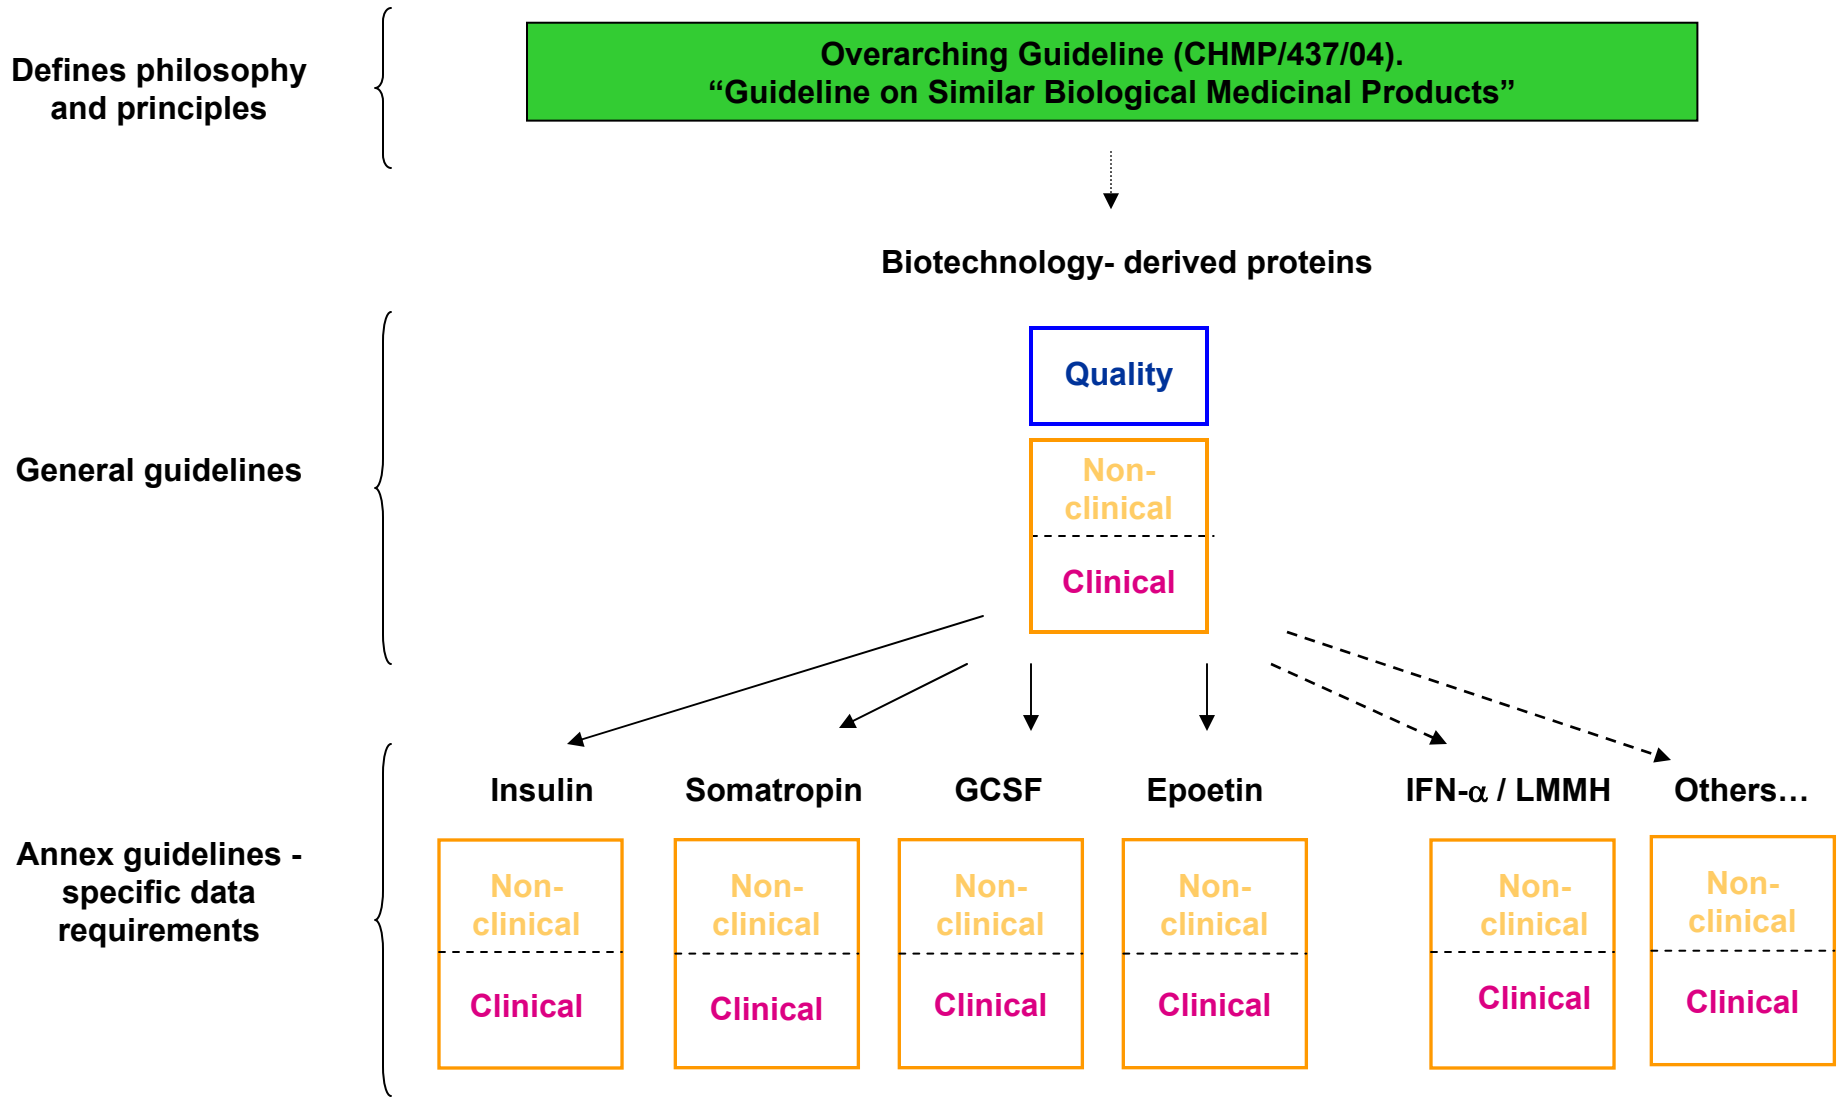 Defines philosophy
and principles
Overarching Guideline (CHMP/437/04).
“Guideline on Similar Biological Medicinal Products”
Biotechnology- derived proteins
General guidelines
Quality
Non-
clinical
Clinical
Annex guidelines -
specific data
requirements
Insulin
Somatropin
GCSF
Epoetin
IFN-α / LMMH
Others…
Non-
clinical
Clinical
Non-
clinical
Clinical
Non-
clinical
Clinical
Non-
clinical
Clinical
Non-
clinical
Clinical
Non-
clinical
Clinical